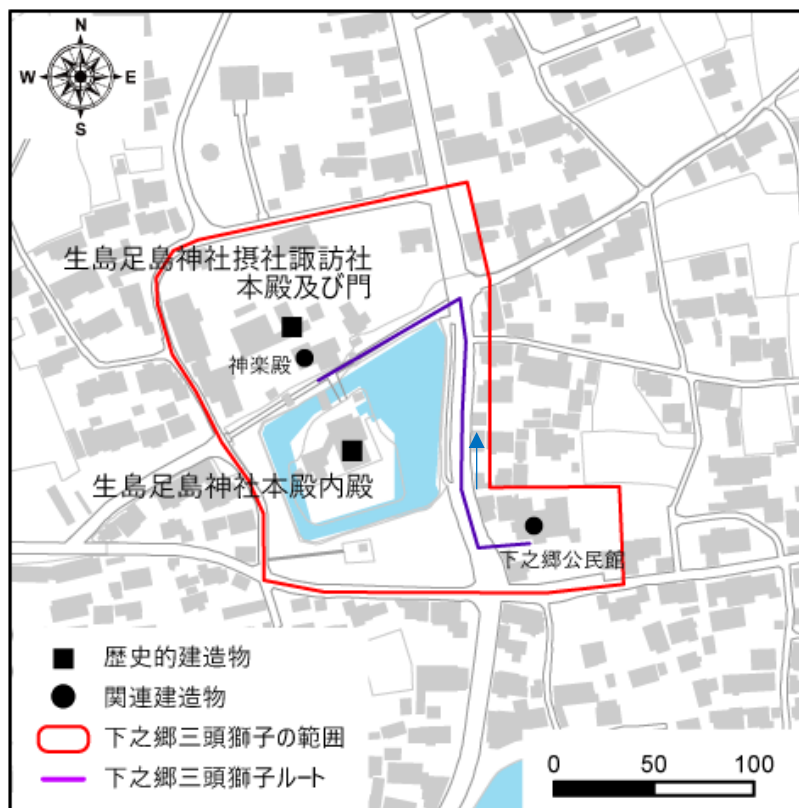 N
W E
S
生島足島神社摂社諏訪社
本殿及び門
神楽殿
生島足島神社本殿内殿
下之郷公民館
歴史的建造物
関連建造物
下之郷三頭獅子の範囲
下之郷三頭獅子ルート
0 50 100